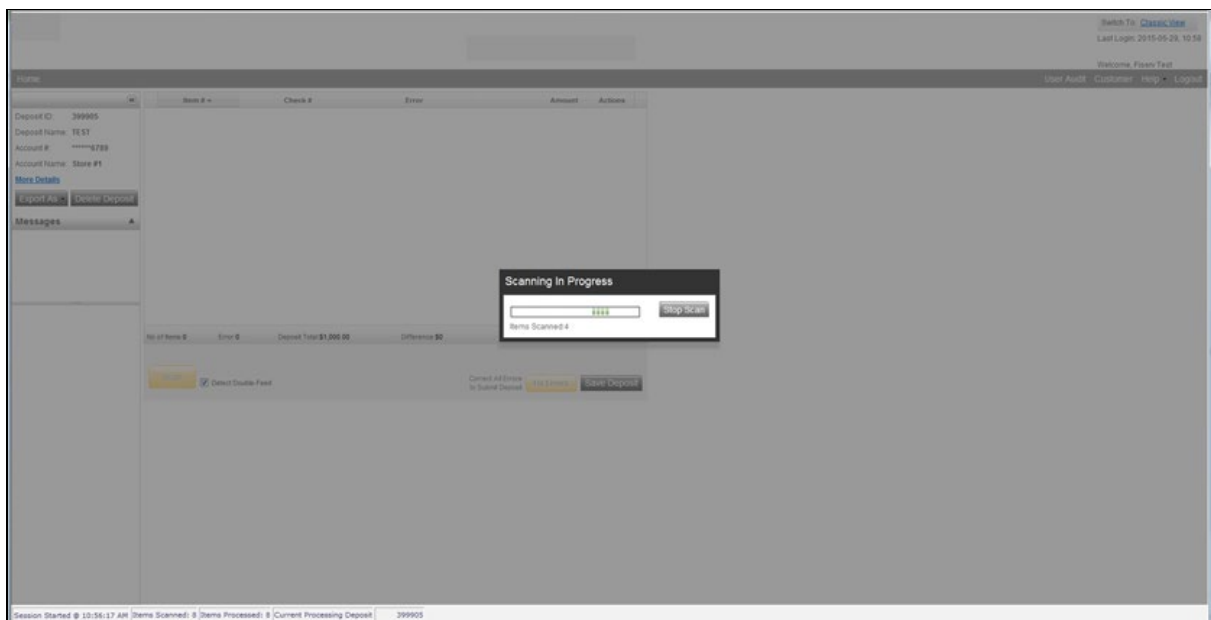 Switch To: Classic View
Last Login: 2015-05-29, 10:56
Welcome, Fiserv Test
Home
User Audit Customer Help Logout
Item # Check # Error Amount Actions
Deposit ID: 399905
Deposit Name: TEST
Account #: ******6789
Account Name: Store #1
More Details
Export As Delete Deposit
Messages
Scanning In Progress
Stop Scan
Items Scanned:4
No of Items 0 Error 0 Deposit Total $1,000.00 Difference $0
Detect Double Feed
Correct All Errors
to Submit Deposit
Fix Errors Save Deposit
Session Started @ 10:56:17 AM Items Scanned: 8 Items Processed: 8 Current Processing Deposit 399905